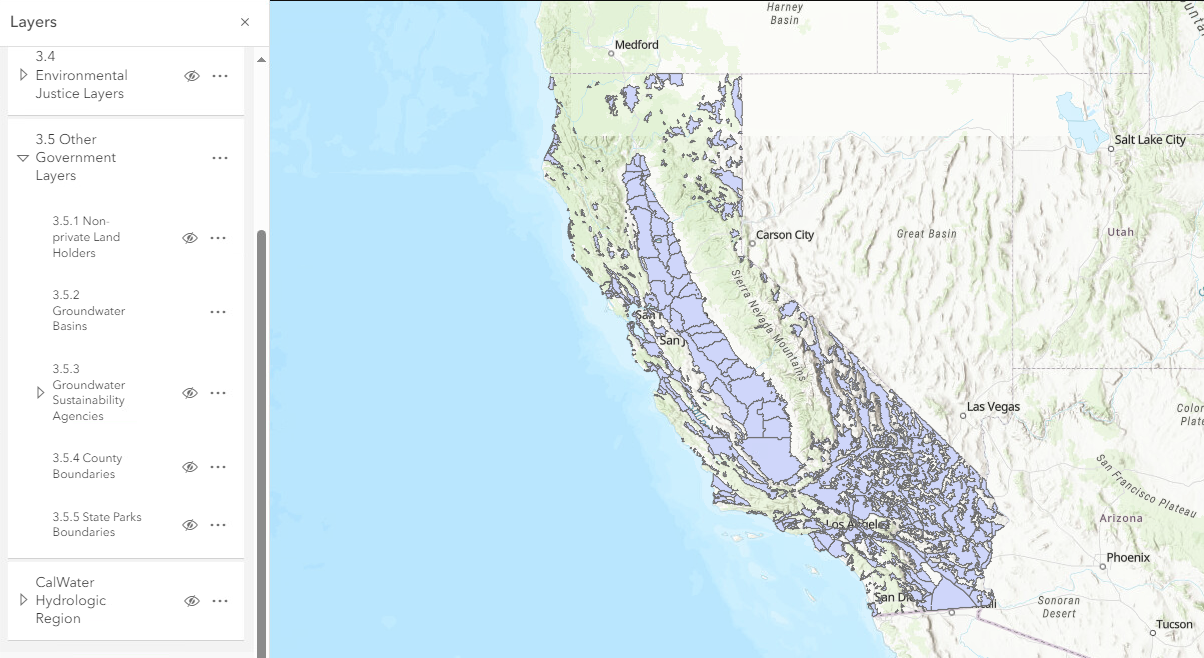 Layers
3.4
Environmental
Justice Layers
3.5 Other
Government
Layers
3.5.1 Non-
private Land
Holders
3.5.2
Groundwater
Basins
3.5.3
Groundwater
Sustainability
Agencies
3.5.4 County
Boundaries
3.5.5 State Parks
Boundaries
CalWater
Hydrologic
Region
Harney
Basin
Medford
Salt Lake City
Carson City
Great Basin
Utah
Sierra Nevada Mountains
San F
San J
Las Vegas
Color
Plate
San Francisco Plateau
Los Angeles
Arizona
Phoenix
San Di
ali
Sonoran
Desert
Tucson